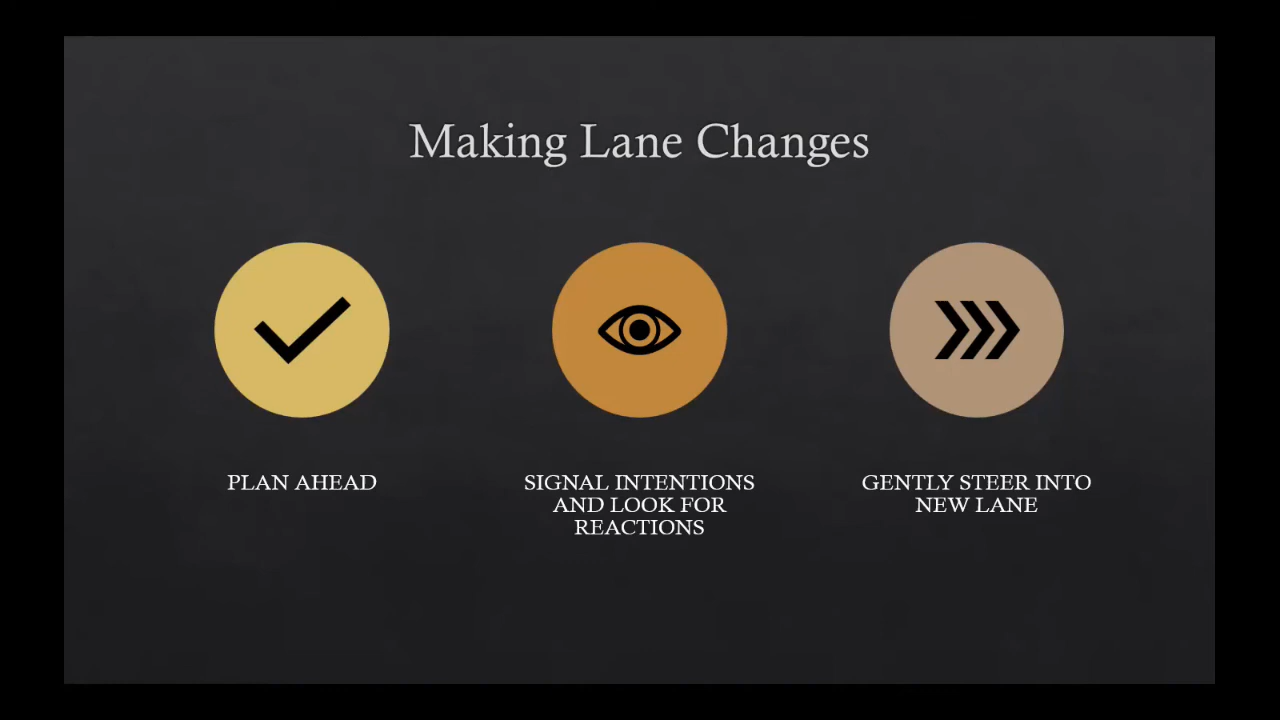 Making Lane Changes
PLAN AHEAD
SIGNAL INTENTIONS
AND LOOK FOR
REACTIONS
GENTLY STEER INTO
NEW LANE